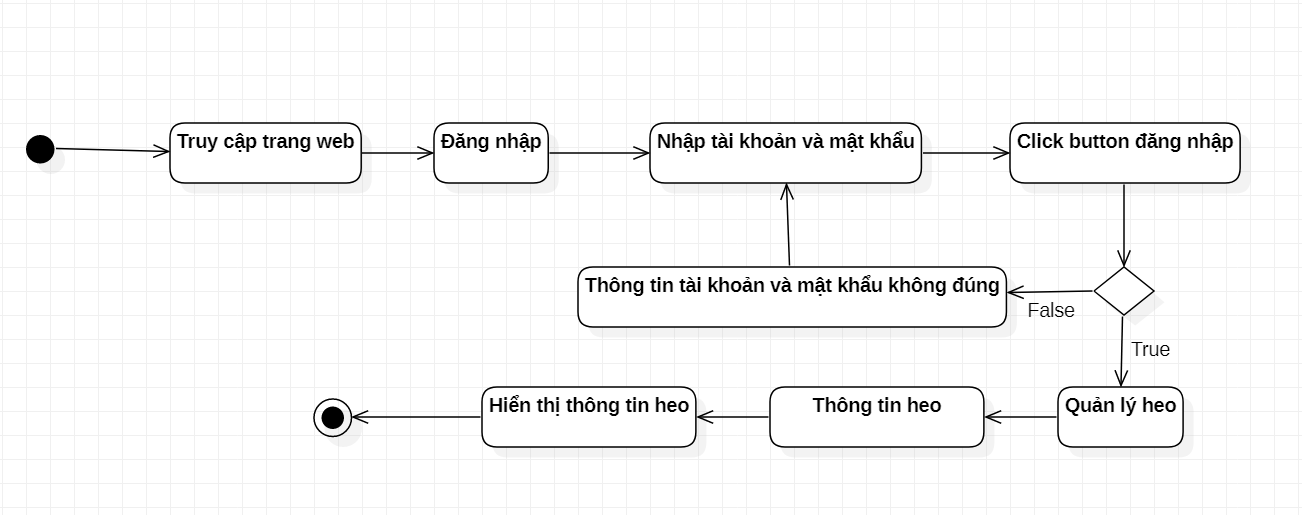 Truy cập trang web
Đăng nhập
Nhập tài khoản và mật khẩu
Click button đăng nhập
Thông tin tài khoản và mật khẩu không đúng
False
True
Hiển thị thông tin heo
Thông tin heo
Quản lý heo